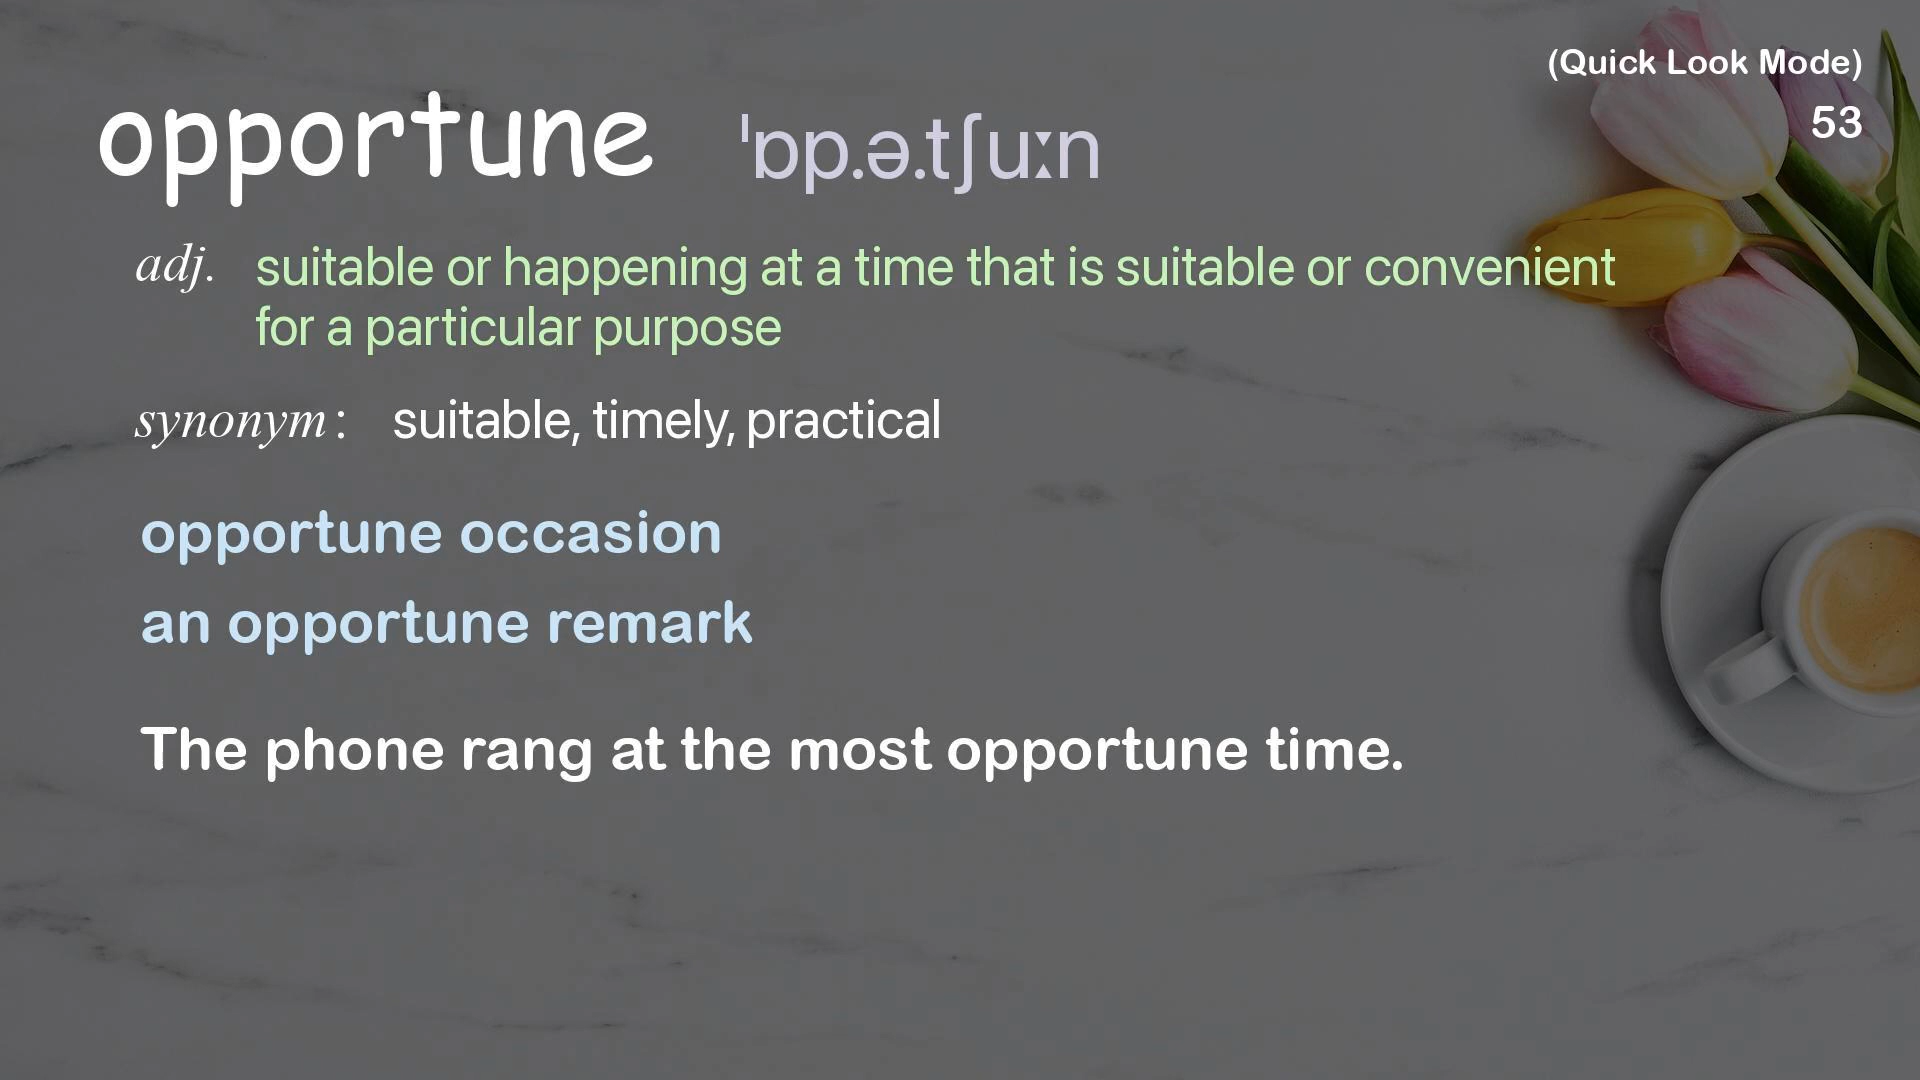 (Quick Look Mode)
53
opportune ˈɒp.ə.tʃuːn
adj. suitable or happening at a time that is suitable or convenient
for a particular purpose
synonym: suitable, timely, practical
opportune occasion
an opportune remark
The phone rang at the most opportune time.